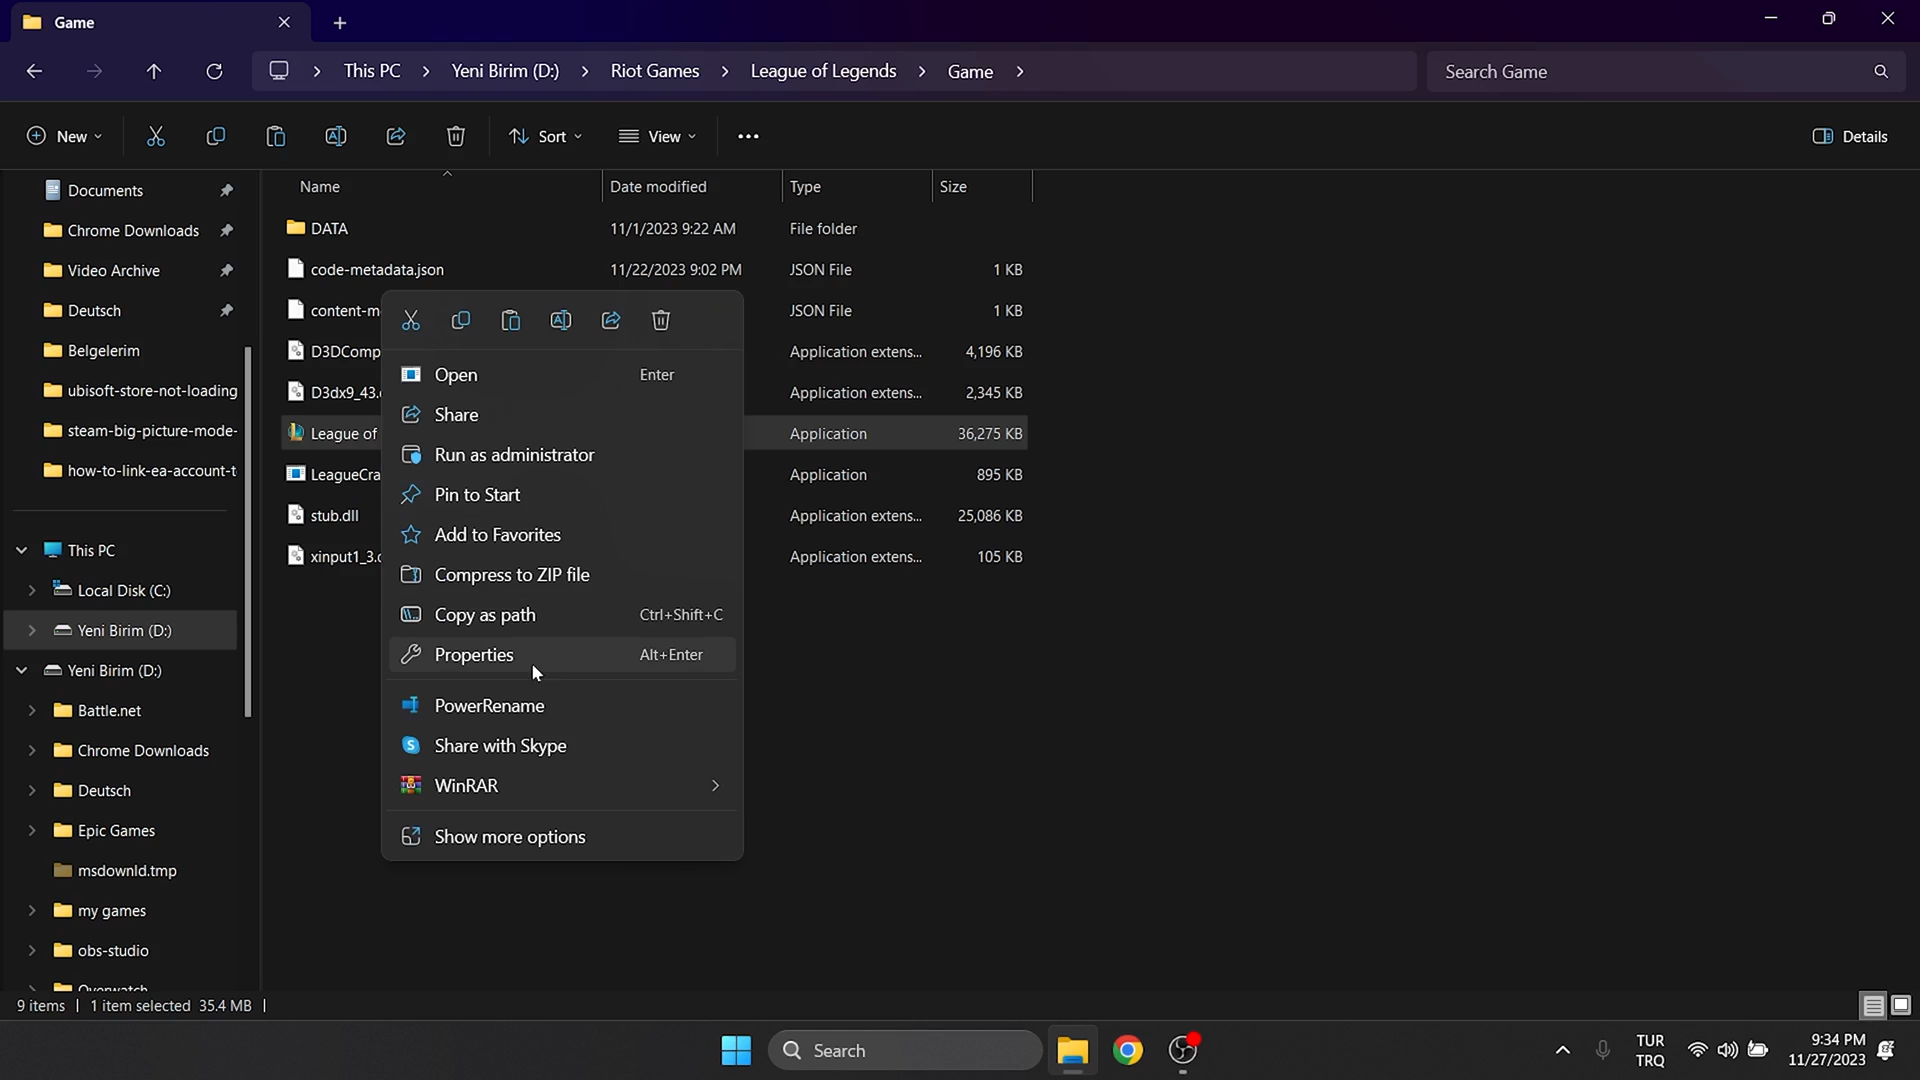 Game
This PC
Yeni Birim (D:)
Riot Games
League of Legends
Game
Search Game
New
Sort
View
Details
Name
Date modified
Type
Size
Documents
Chrome Downloads
Video Archive
Deutsch
Belgelerim
ubisoft-store-not-loading
steam-big-picture-mode-
how-to-link-ea-account-t
This PC
Local Disk (C:)
Yeni Birim (D:)
Yeni Birim (D:)
Battle.net
Chrome Downloads
Deutsch
Epic Games
msdownld.tmp
my games
obs-studio
Overwatch
DATA 11/1/2023 9:22 AM File folder
code-metadata.json 11/22/2023 9:02 PM JSON File 1 KB
content-m JSON File 1 KB
D3DComp Application extens... 4,196 KB
D3dx9_43. Application extens... 2,345 KB
League of Application 36,275 KB
LeagueCra Application 895 KB
stub.dll Application extens... 25,086 KB
xinput1_3. Application extens... 105 KB
Open Enter
Share
Run as administrator
Pin to Start
Add to Favorites
Compress to ZIP file
Copy as path Ctrl+Shift+C
Properties Alt+Enter
PowerRename
Share with Skype
WinRAR
Show more options
9 items
1 item selected 35.4 MB
Search
TUR
TRQ
9:34 PM
11/27/2023